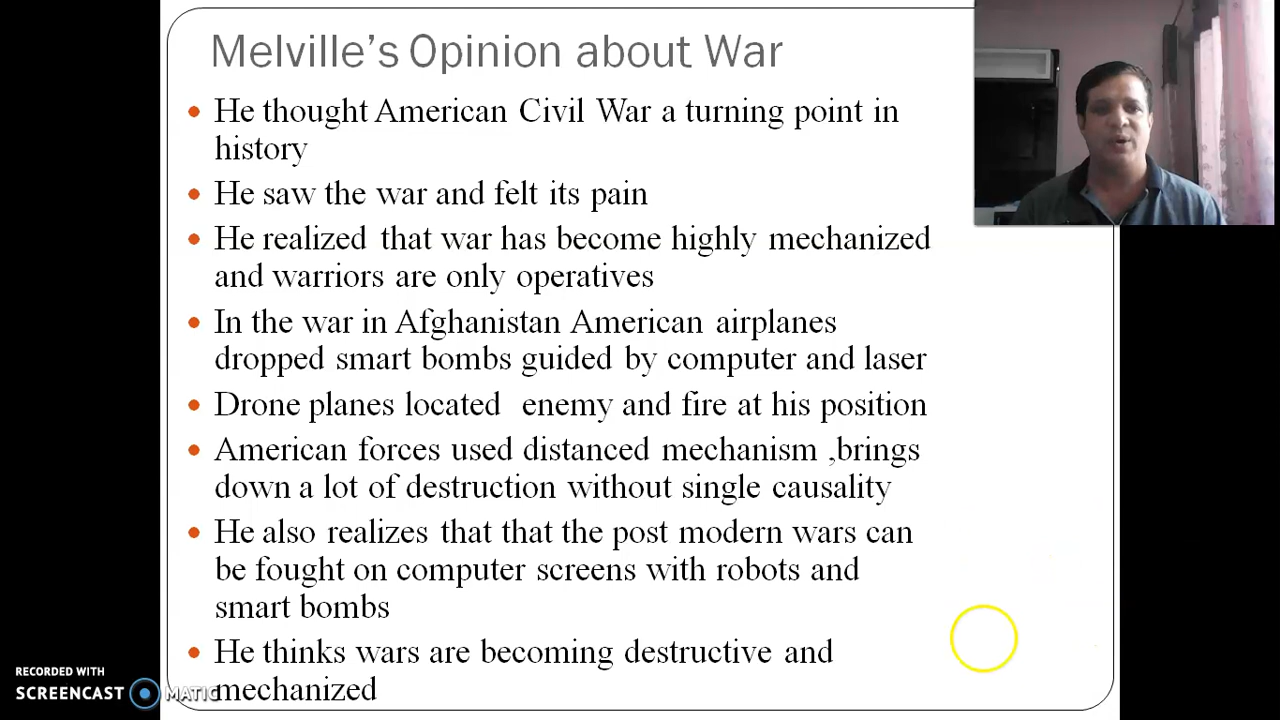 Melville's Opinion about War
He thought American Civil War a turning point in
history
He saw the war and felt its pain
He realized that war has become highly mechanized
and warriors are only operatives
In the war in Afghanistan American airplanes
dropped smart bombs guided by computer and laser
Drone planes located enemy and fire at his position
American forces used distanced mechanism ,brings
down a lot of destruction without single causality
He also realizes that that the post modern wars can
be fought on computer screens with robots and
smart bombs
He thinks wars are becoming destructive and
mechanized
RECORDED WITH
SCREENCAST MATIC